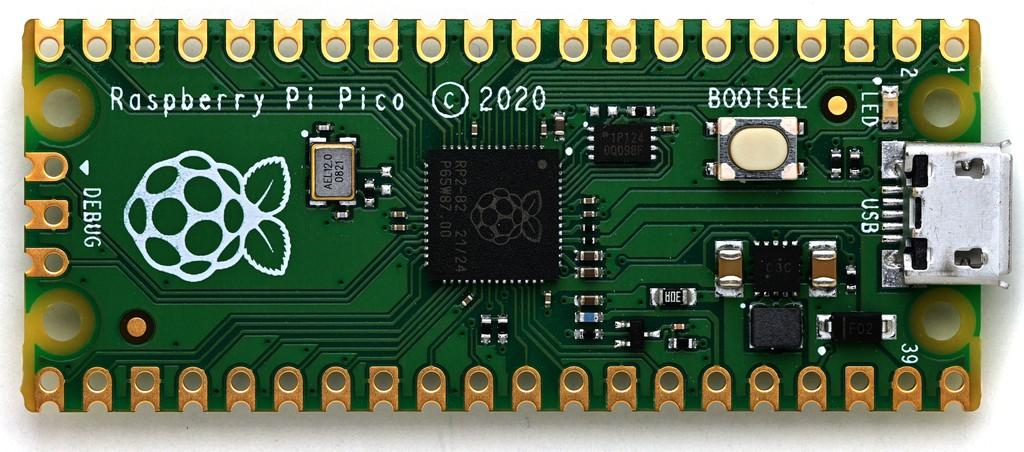 Raspberry Pi Pico © 2020
BOOTSEL
LED
2
1
DEBUG
USB
AEL12.0
0821
RP2-B2 21/24
P65W87.00
1P124
30A
F02
39